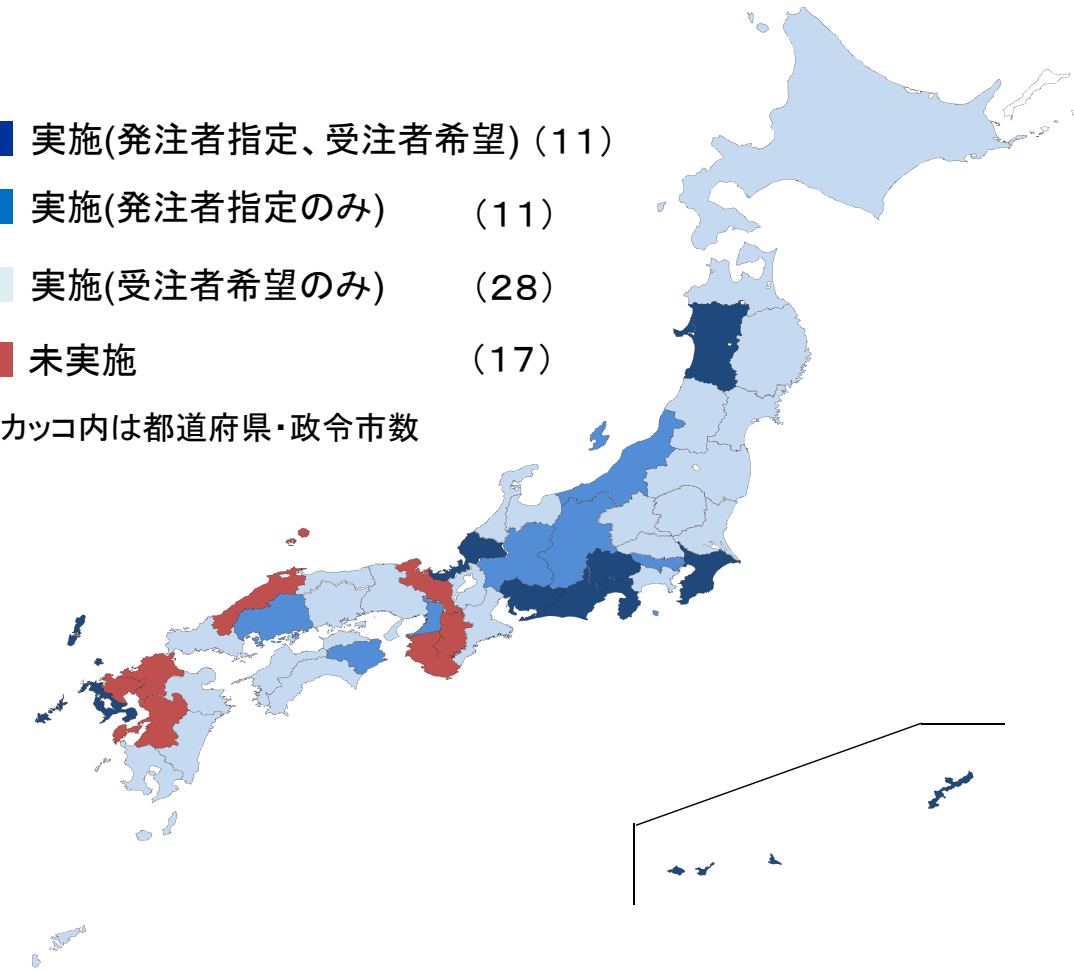 実施(発注者指定、受注者希望)（１１）
実施(発注者指定のみ)　（１１）
実施(受注者希望のみ)　（２８）
未実施　（１７）
カッコ内は都道府県・政令市数